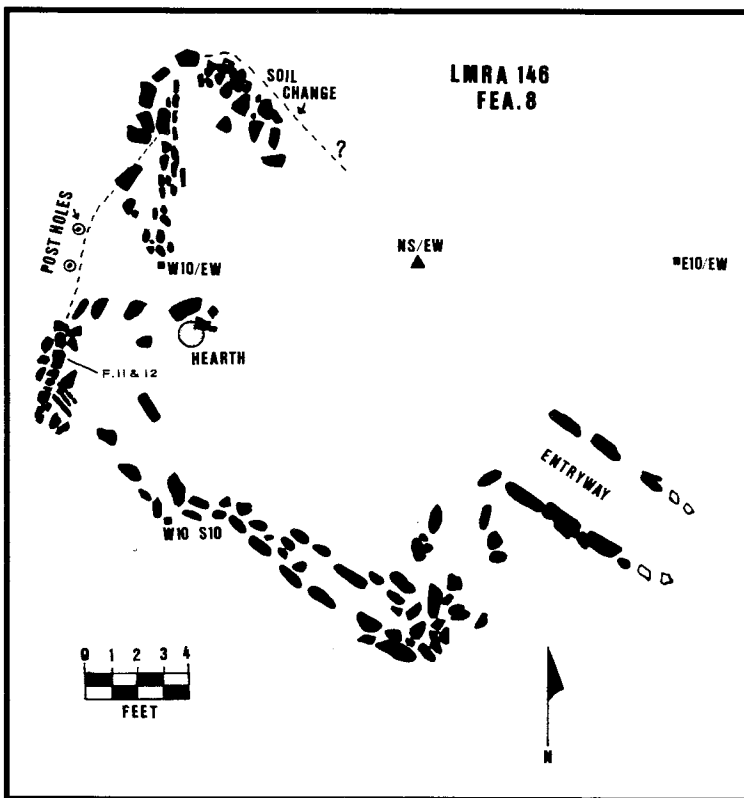 LMRA 146
FEA. 8
SOIL
CHANGE
?
POST HOLES
W10/EW
NS/EW
E10/EW
HEARTH
F. 11 & 12
ENTRYWAY
W10 S10
0 1 2 3 4
FEET
N